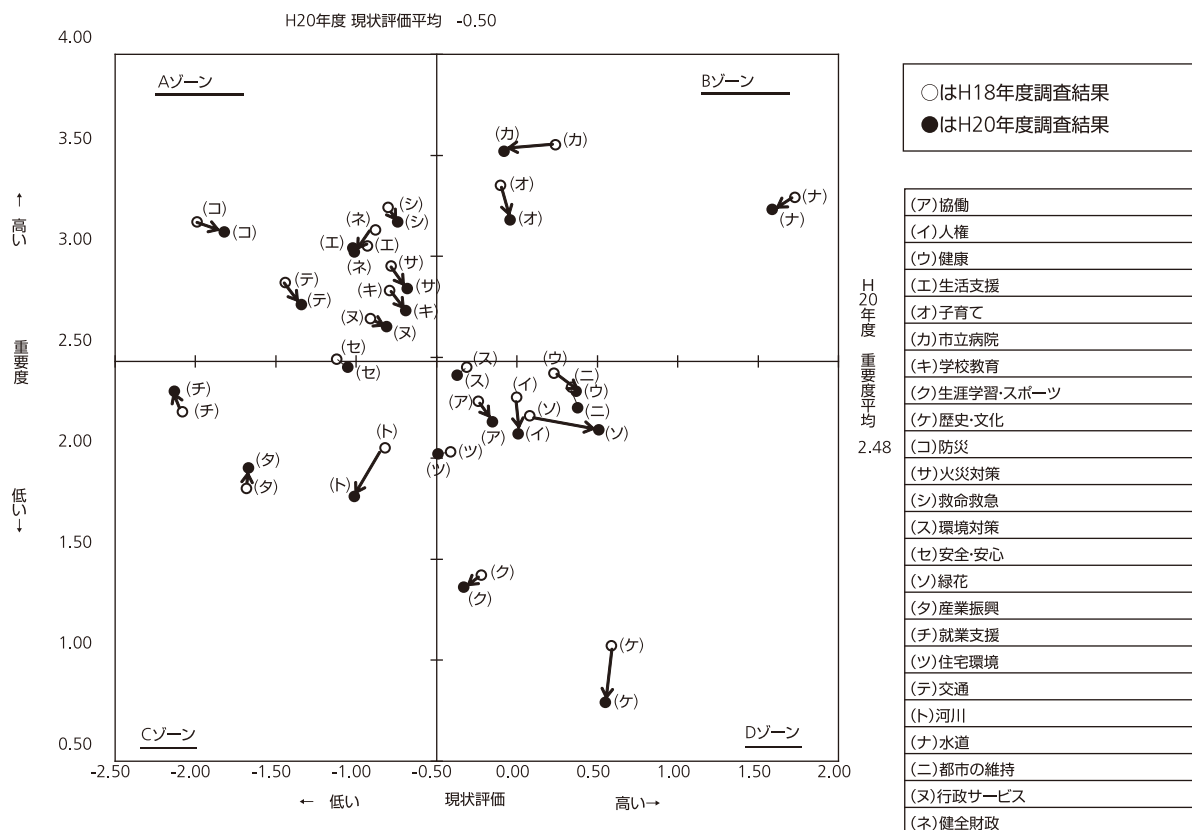 H20年度 現状評価平均 -0.50
4.00
3.50
3.00
2.50
2.00
1.50
1.00
0.50
← 高い
重要度
低い→
Aゾーン
Bゾーン
Cゾーン
Dゾーン
(カ)
(カ)
(オ)
(オ)
(ナ)
(ナ)
(コ)
(コ)
(シ)
(シ)
(ネ)
(エ)
(エ)
(ネ)
(サ)
(サ)
(テ)
(テ)
(キ)
(キ)
(ヌ)
(ヌ)
(セ)
(セ)
(ス)
(ス)
(ウ)
(ニ)
(ウ)
(ニ)
(チ)
(チ)
(ア)
(ア)
(イ)
(イ)
(ソ)
(ソ)
(ト)
(ト)
(ツ)
(ツ)
(タ)
(タ)
(ク)
(ク)
(ケ)
(ケ)
-2.50
-2.00
-1.50
-1.00
-0.50
0.00
0.50
1.00
1.50
2.00
← 低い 現状評価 高い→
H20年度 重要度平均
2.48
○はH18年度調査結果
●はH20年度調査結果
(ア)協働
(イ)人権
(ウ)健康
(エ)生活支援
(オ)子育て
(カ)市立病院
(キ)学校教育
(ク)生涯学習・スポーツ
(ケ)歴史・文化
(コ)防災
(サ)火災対策
(シ)救命救急
(ス)環境対策
(セ)安全・安心
(ソ)緑花
(タ)産業振興
(チ)就業支援
(ツ)住宅環境
(テ)交通
(ト)河川
(ナ)水道
(ニ)都市の維持
(ヌ)行政サービス
(ネ)健全財政